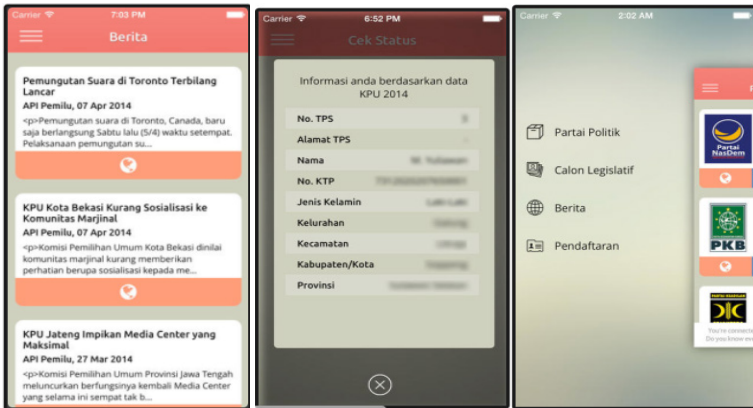 Carrier 7:03 PM
Berita
Pemungutan Suara di Toronto Terbilang
Lancar
API Pemilu, 07 Apr 2014
<p>Pemungutan suara di Toronto, Canada, baru
saja berlangsung Sabtu lalu (5/4) waktu setempat.
Pelaksanaan pemungutan su...
KPU Kota Bekasi Kurang Sosialisasi ke
Komunitas Marjinal
API Pemilu, 07 Apr 2014
<p>Komisi Pemilihan Umum Kota Bekasi dinilai
komunitas marjinal kurang memberikan
perhatian berupa sosialisasi kepada me...
KPU Jateng Impikan Media Center yang
Maksimal
API Pemilu, 27 Mar 2014
<p>Komisi Pemilihan Umum Provinsi Jawa Tengah
meluncurkan berfungsinya kembali Media Center
yang selama ini sempat tak b...
Carrier 6:52 PM
Cek Status
Informasi anda berdasarkan data
KPU 2014
No. TPS
Alamat TPS
Nama
No. KTP
Jenis Kelamin
Kelurahan
Kecamatan
Kabupaten/Kota
Provinsi
Carrier 2:02 AM
Partai Politik
Calon Legislatif
Berita
Pendaftaran
Partai
NasDem
PKB
You're connecte